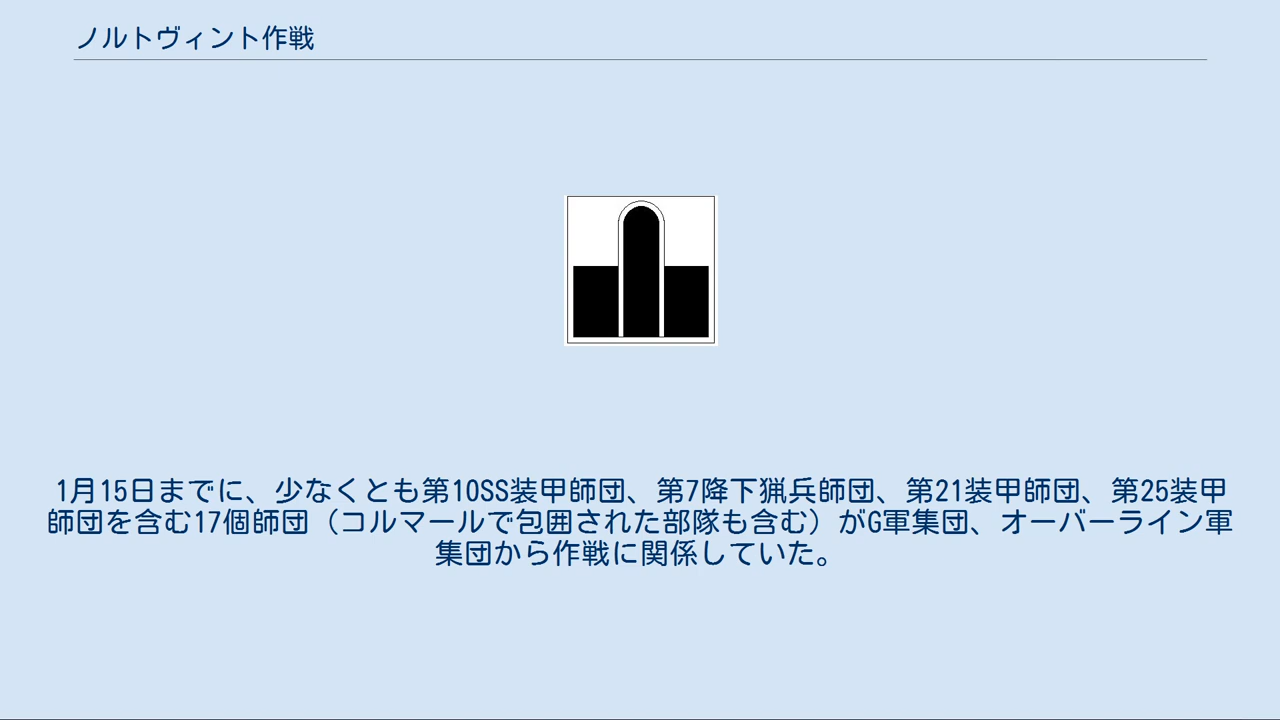 ノルトヴィント作戦
1月15日までに、少なくとも第10SS装甲師団、第7降下猟兵師団、第21装甲師団、第25装甲
師団を含む17個師団（コルマールで包囲された部隊も含む）がG軍集団、オーバーライン軍
集団から作戦に関係していた。